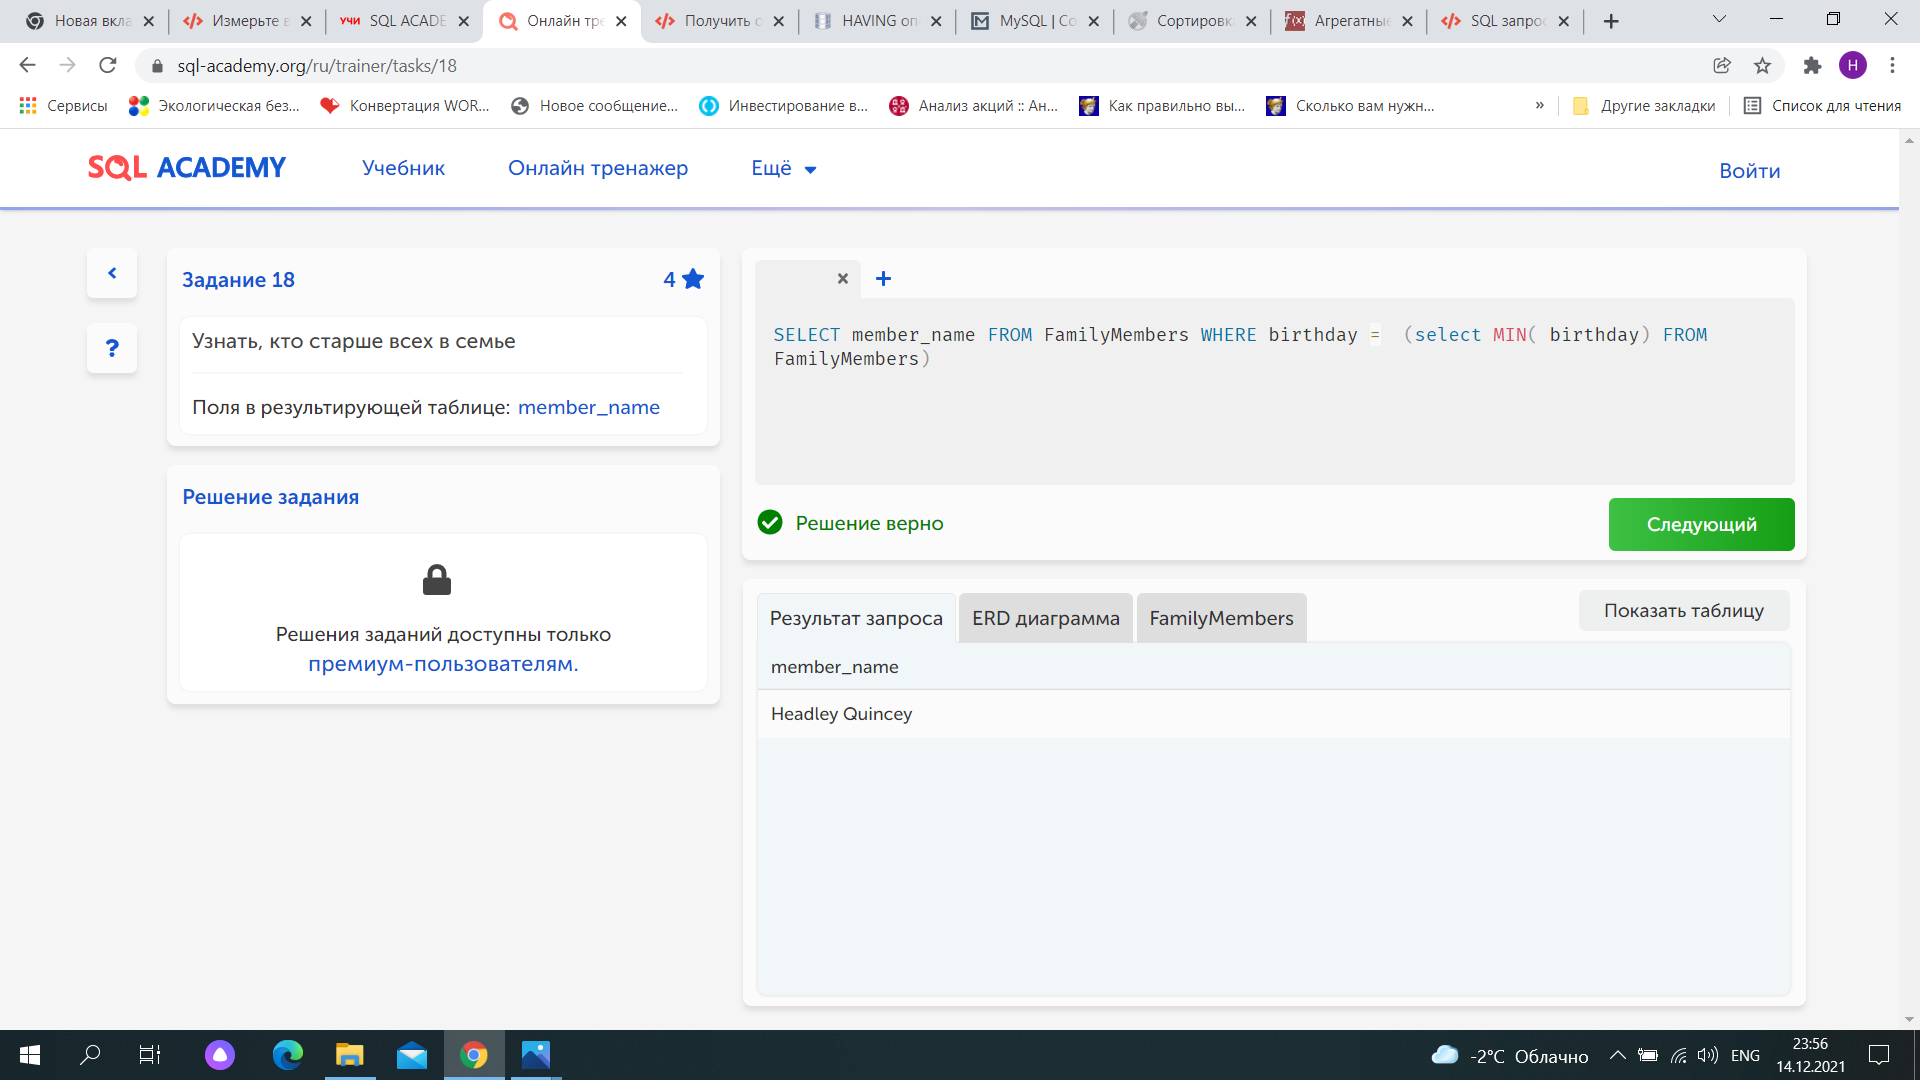 Новая вкла
Измерьте в
УЧИ SQL ACADE
Онлайн тре
Получить с
HAVING оп
MySQL | Co
Сортировк
f(x) Агрегатные
SQL запрос
sql-academy.org/ru/trainer/tasks/18
H
Сервисы
Экологическая без...
Конвертация WOR...
Новое сообщение...
Инвестирование в...
Анализ акций :: Ан...
Как правильно вы...
Сколько вам нужн...
»
Другие закладки
Список для чтения
SQL ACADEMY
Учебник
Онлайн тренажер
Ещё
Войти
Задание 18
4
Узнать, кто старше всех в семье
Поля в результирующей таблице: member_name
?
Решение задания
Решения заданий доступны только
премиум-пользователям.
SELECT member_name FROM FamilyMembers WHERE birthday =  (select MIN( birthday) FROM
FamilyMembers)
Решение верно
Следующий
Результат запроса
ERD диаграмма
FamilyMembers
Показать таблицу
member_name
Headley Quincey
-2°C Облачно
ENG
23:56
14.12.2021